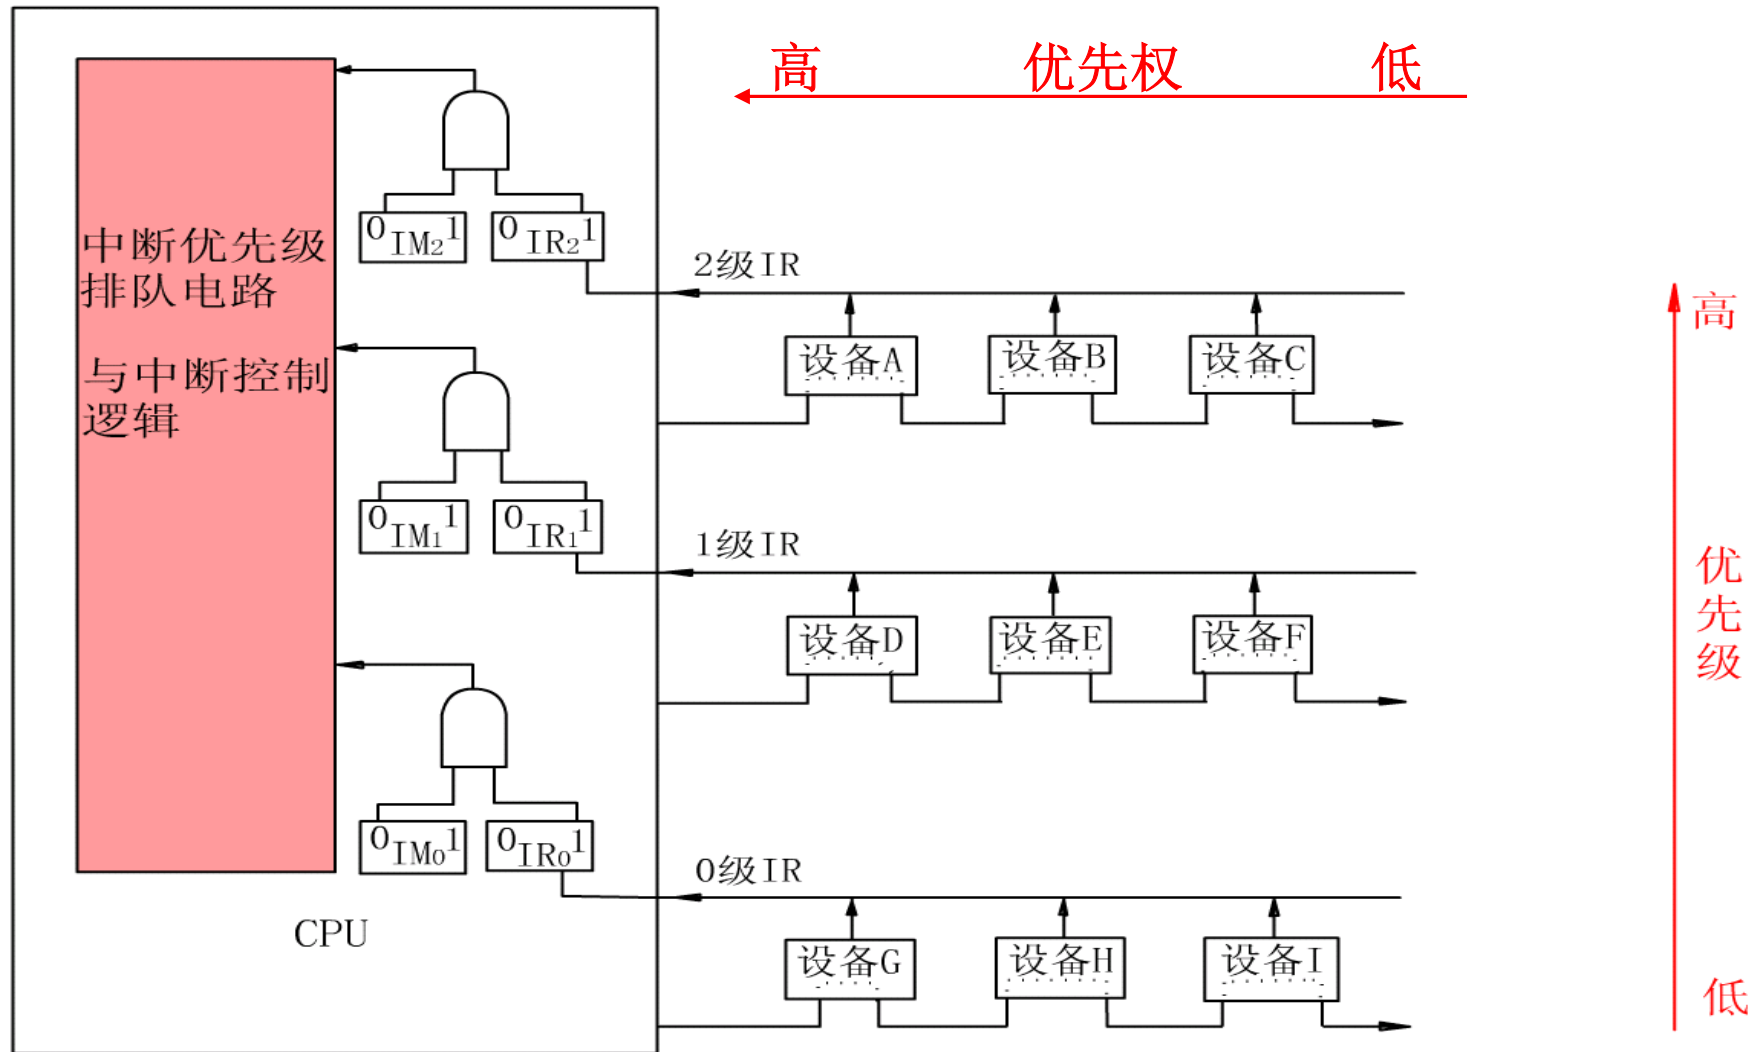 高 优先权 低
0 IM2 1
0 IR2 1
中断优先级
排队电路
与中断控制
逻辑
2级IR
设备A
设备B
设备C
高
0 IM1 1
0 IR1 1
1级IR
设备D
设备E
设备F
优先级
0 IM0 1
0 IR0 1
0级IR
设备G
设备H
设备I
CPU
低